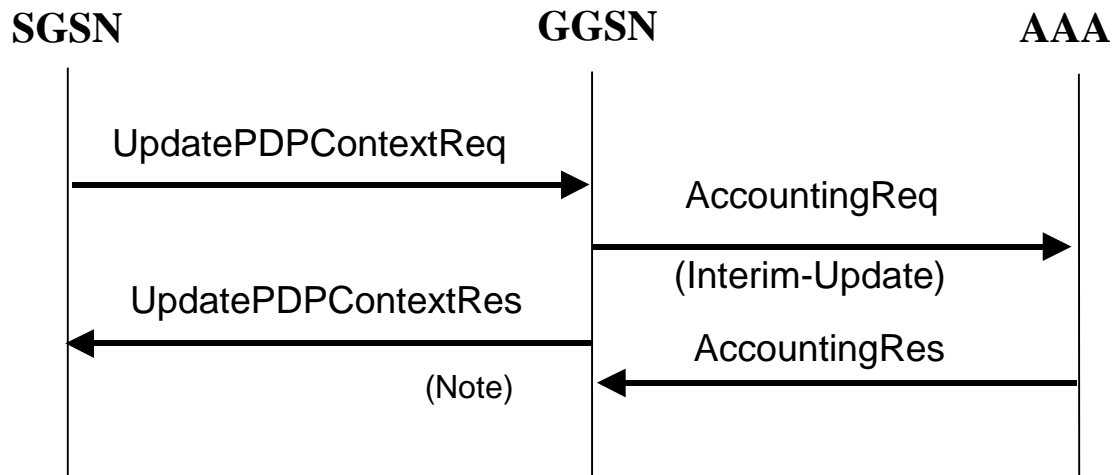 SGSN
GGSN
AAA
UpdatePDPContextReq
AccountingReq
(Interim-Update)
UpdatePDPContextRes
AccountingRes
(Note)